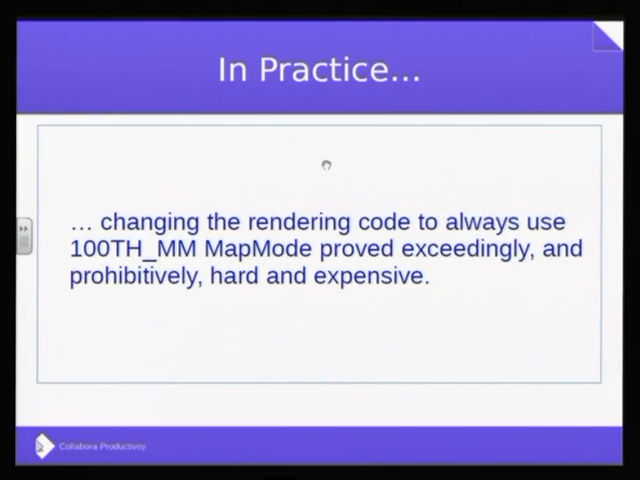 In Practice...
... changing the rendering code to always use
100TH_MM MapMode proved exceedingly, and
prohibitively, hard and expensive.
Collabora Productivity